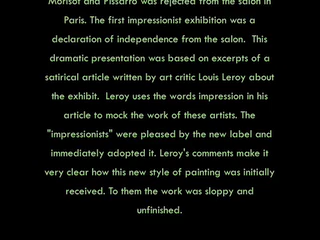 Morisot and Pissarro was rejected from the salon in
Paris. The first impressionist exhibition was a
declaration of independence from the salon. This
dramatic presentation was based on excerpts of a
satirical article written by art critic Louis Leroy about
the exhibit. Leroy uses the words impression in his
article to mock the work of these artists. The
"impressionists" were pleased by the new label and
immediately adopted it. Leroy's comments make it
very clear how this new style of painting was initially
received. To them the work was sloppy and
unfinished.